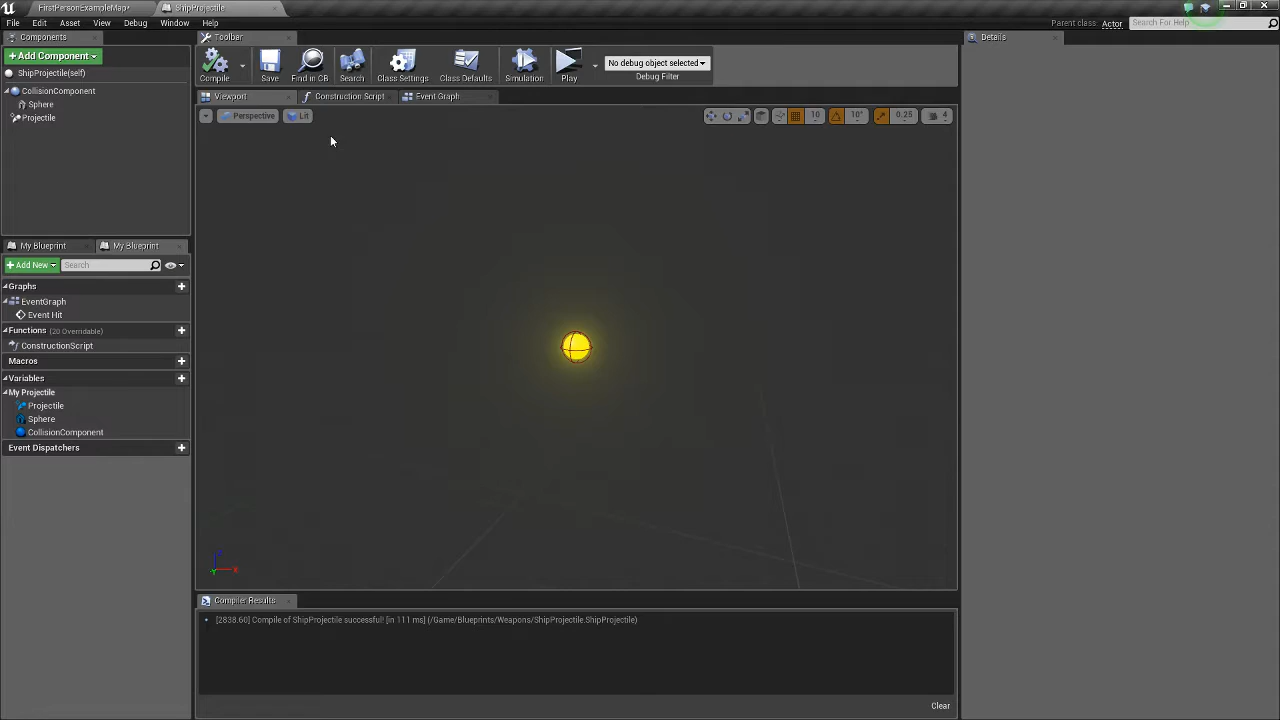 FirstPersonExampleMap*
ShipProjectile
File Edit Asset View Debug Window Help
Parent class: Actor
Search For Help
Components
Toolbar
Details
+Add Component
Compile
Save
Find in CB
Search
Class Settings
Class Defaults
Simulation
Play
No debug object selected
Debug Filter
ShipProjectile(self)
CollisionComponent
Sphere
Projectile
Viewport
Construction Script
Event Graph
Perspective
Lit
10
10°
0.25
4
My Blueprint
My Blueprint
+Add New
Search
Graphs
EventGraph
Event Hit
Functions (20 Overridable)
ConstructionScript
Macros
Variables
My Projectile
Projectile
Sphere
CollisionComponent
Event Dispatchers
Compiler Results
[2838.60] Compile of ShipProjectile successful! [in 111 ms] (/Game/Blueprints/Weapons/ShipProjectile.ShipProjectile)
Clear